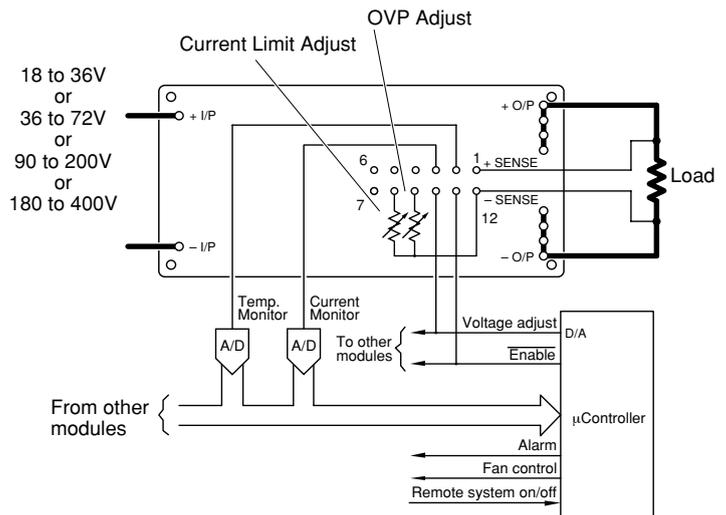 OVP Adjust
Current Limit Adjust
18 to 36V
or
36 to 72V
or
90 to 200V
or
180 to 400V
+ I/P
– I/P
+ O/P
– O/P
6
1
+ SENSE
7
– SENSE
12
Load
Temp.
Monitor
Current
Monitor
A/D
A/D
To other
modules
Voltage adjust
D/A
Enable
From other
modules
μController
Alarm
Fan control
Remote system on/off